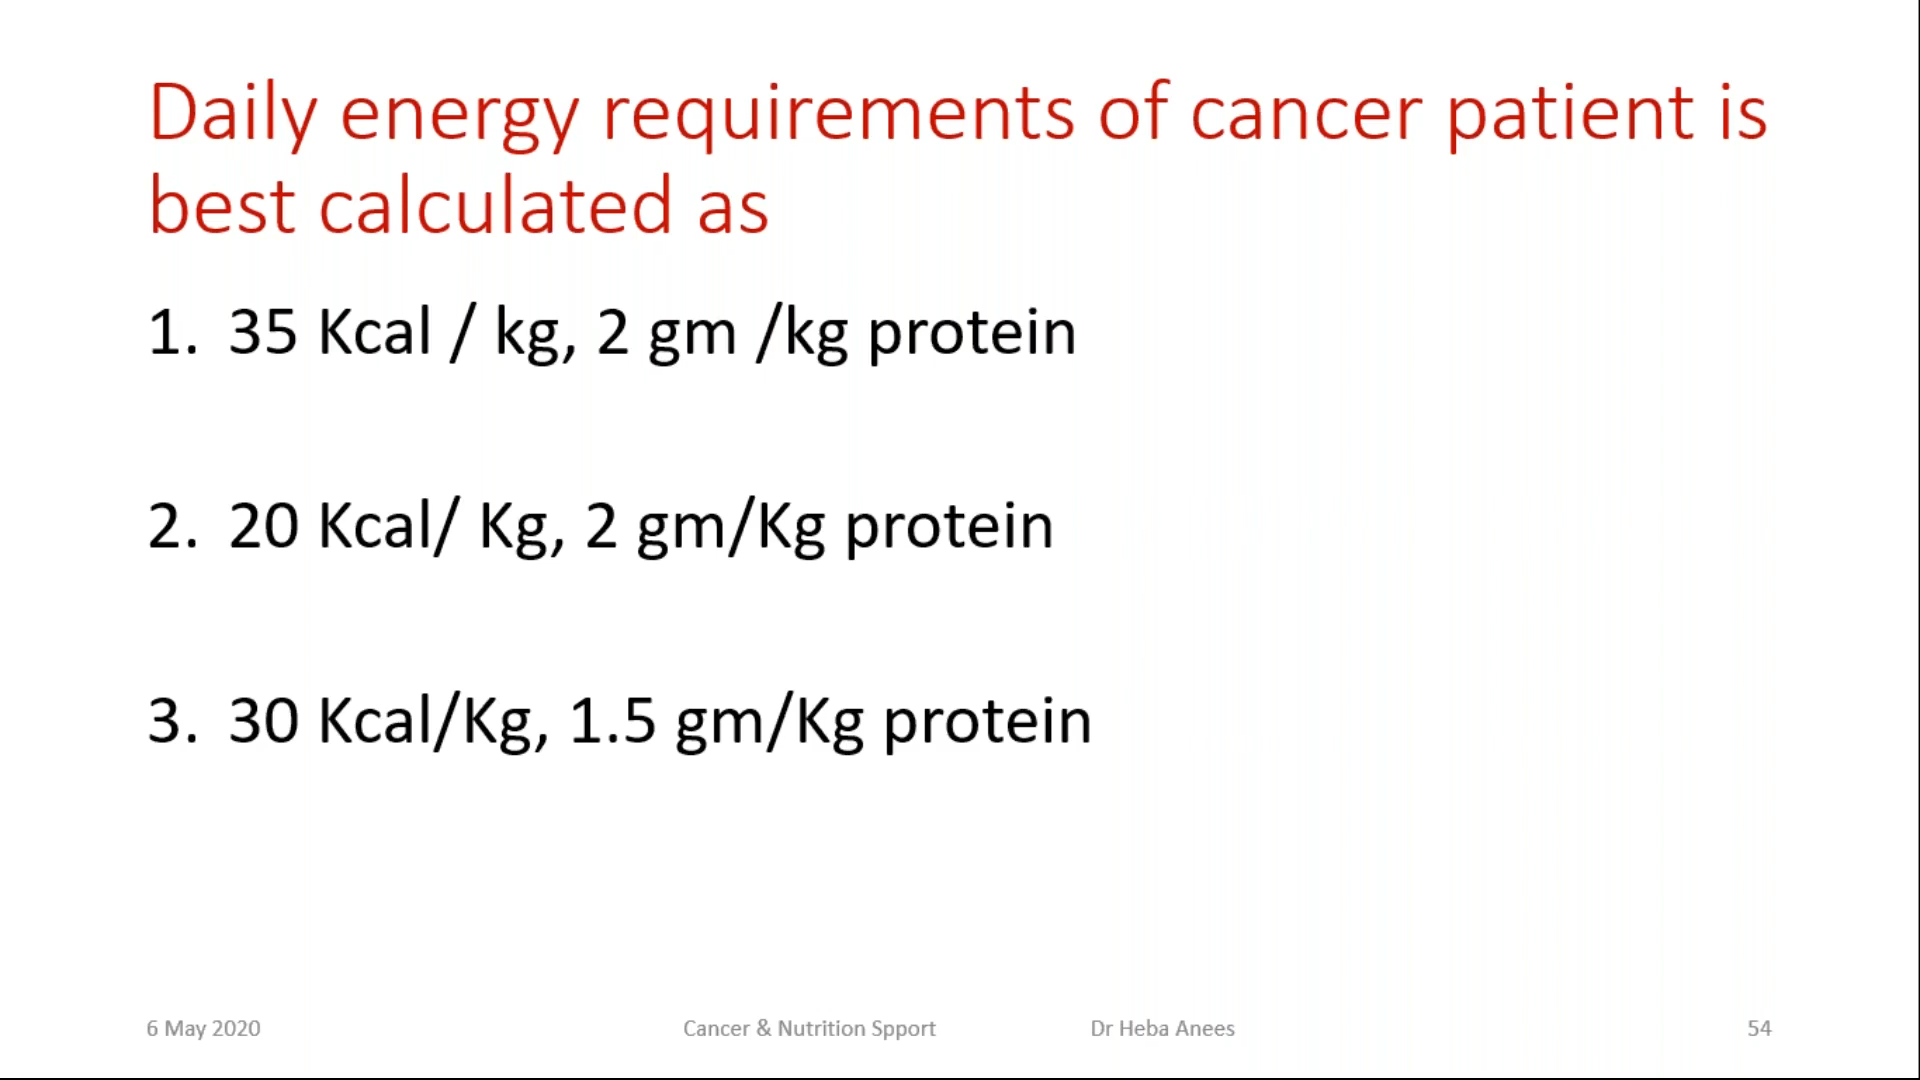 Daily energy requirements of cancer patient is
best calculated as
1. 35 Kcal / kg, 2 gm /kg protein
2. 20 Kcal/ Kg, 2 gm/Kg protein
3. 30 Kcal/Kg, 1.5 gm/Kg protein
6 May 2020 Cancer & Nutrition Spport Dr Heba Anees 54